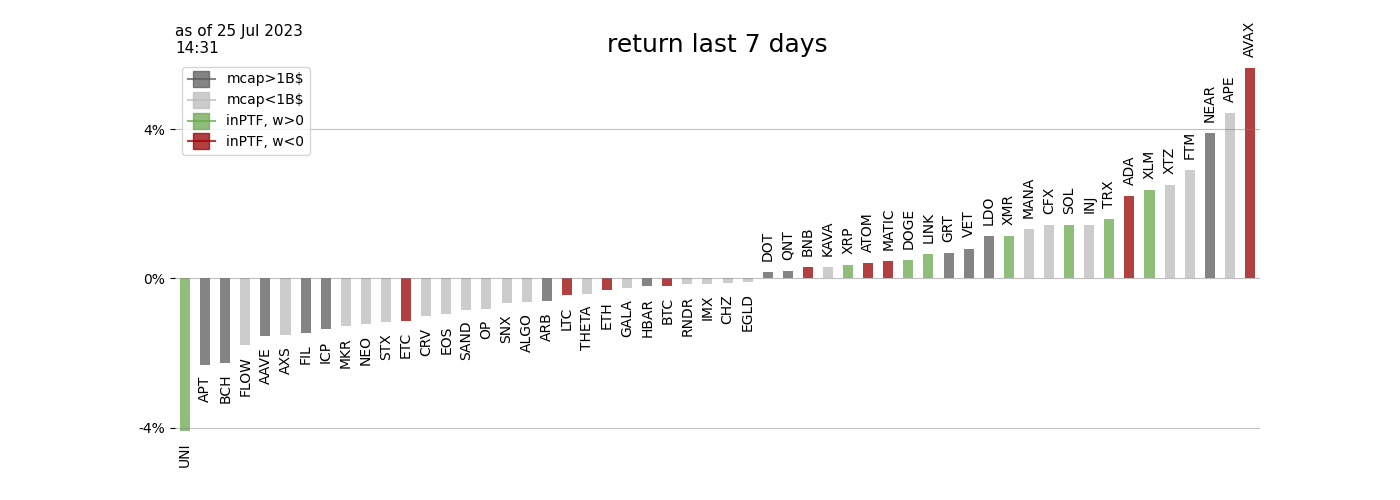 as of 25 Jul 2023
14:31
return last 7 days
mcap>1B$
mcap<1B$
inPTF, w>0
inPTF, w<0
4%
0%
-4%
UNI
APT
BCH
FLOW
AAVE
AXS
FIL
ICP
MKR
NEO
STX
ETC
CRV
EOS
SAND
OP
SNX
ALGO
ARB
LTC
THETA
ETH
GALA
HBAR
BTC
RNDR
IMX
CHZ
EGLD
DOT
QNT
BNB
KAVA
XRP
ATOM
MATIC
DOGE
LINK
GRT
VET
LDO
XMR
MANA
CFX
SOL
INJ
TRX
ADA
XLM
XTZ
FTM
NEAR
APE
AVAX